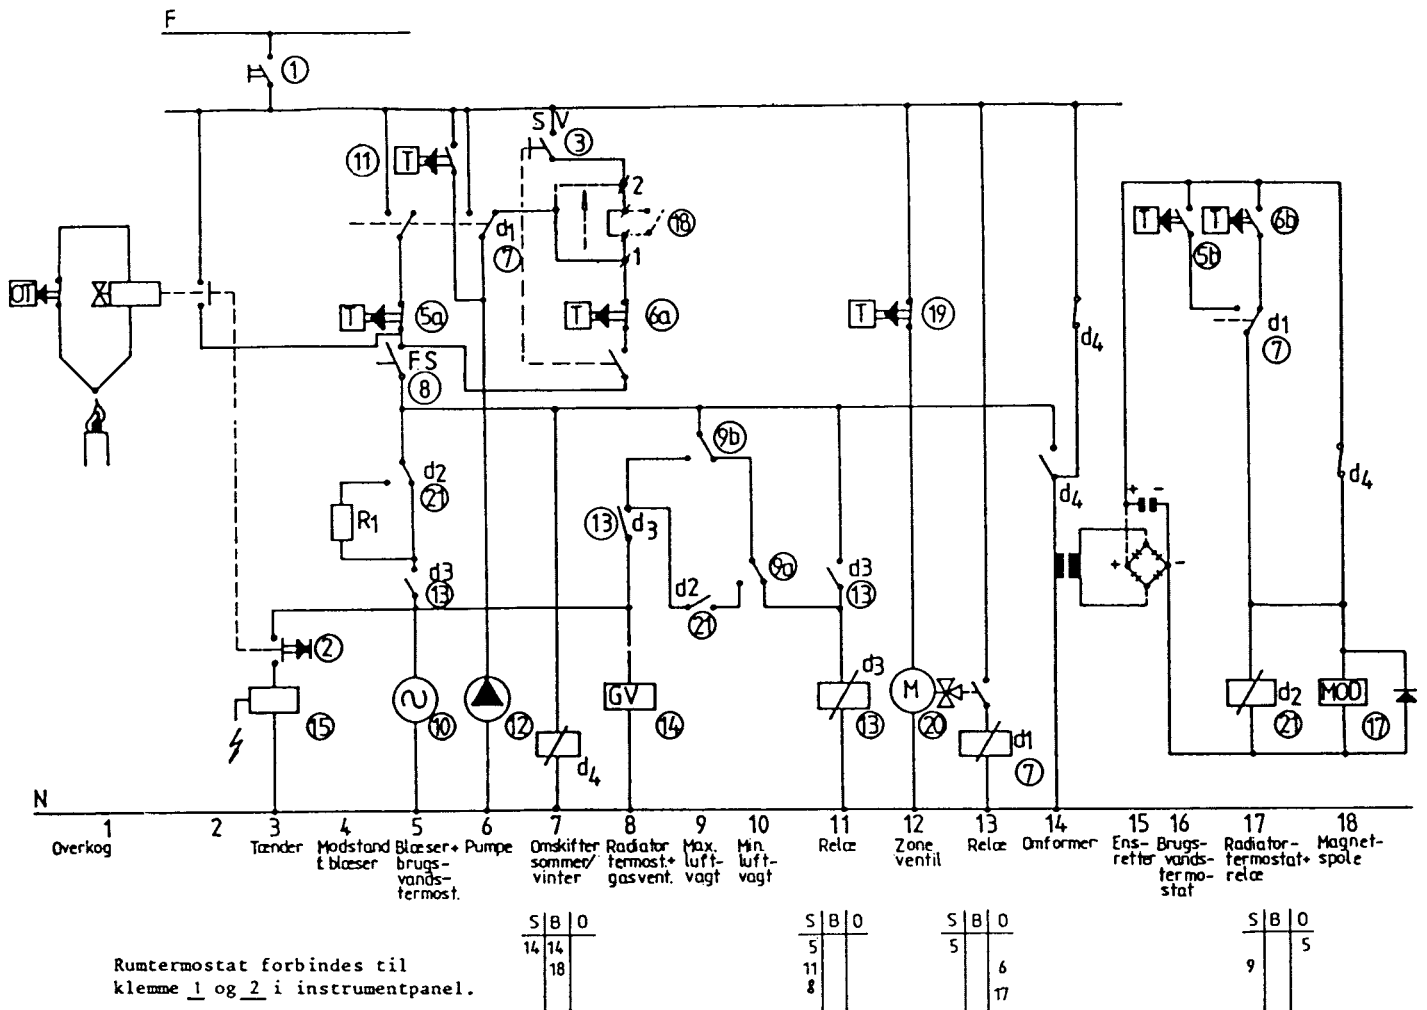 F
1
S V
3
11
T
2
18
d1
7
1
T
6b
T
5b
OT
T
5a
T
6a
T
19
d4
d1
7
F.S
8
9b
d2
21
R1
13
d3
9a
d4
d4
+ -
+ -
d3
13
d2
21
d3
13
2
d3
GV
M
d2
MOD
15
10
12
14
13
20
d1
21
17
d4
7
N
1 2 3 4 5 6 7 8 9 10 11 12 13 14 15 16 17 18
Overkog
Tænder
Modstand
t blæser
Blæser+
brugs-
vands-
termost.
Pumpe
Omskifter
sommer/
vinter
Radiator
termost.+
gasvent.
Max.
luft-
vagt
Min.
luft-
vagt
Relæ
Zone
ventil
Relæ
Omformer
Ens-
retter
Brugs-
vands-
termo-
stat
Radiator-
termostat+
relæ
Magnet-
spole
S B O
14 14
18
S B O
5
11
8
S B O
5
6
17
S B O
5
9
Rumtermostat forbindes til
klemme 1 og 2 i instrumentpanel.